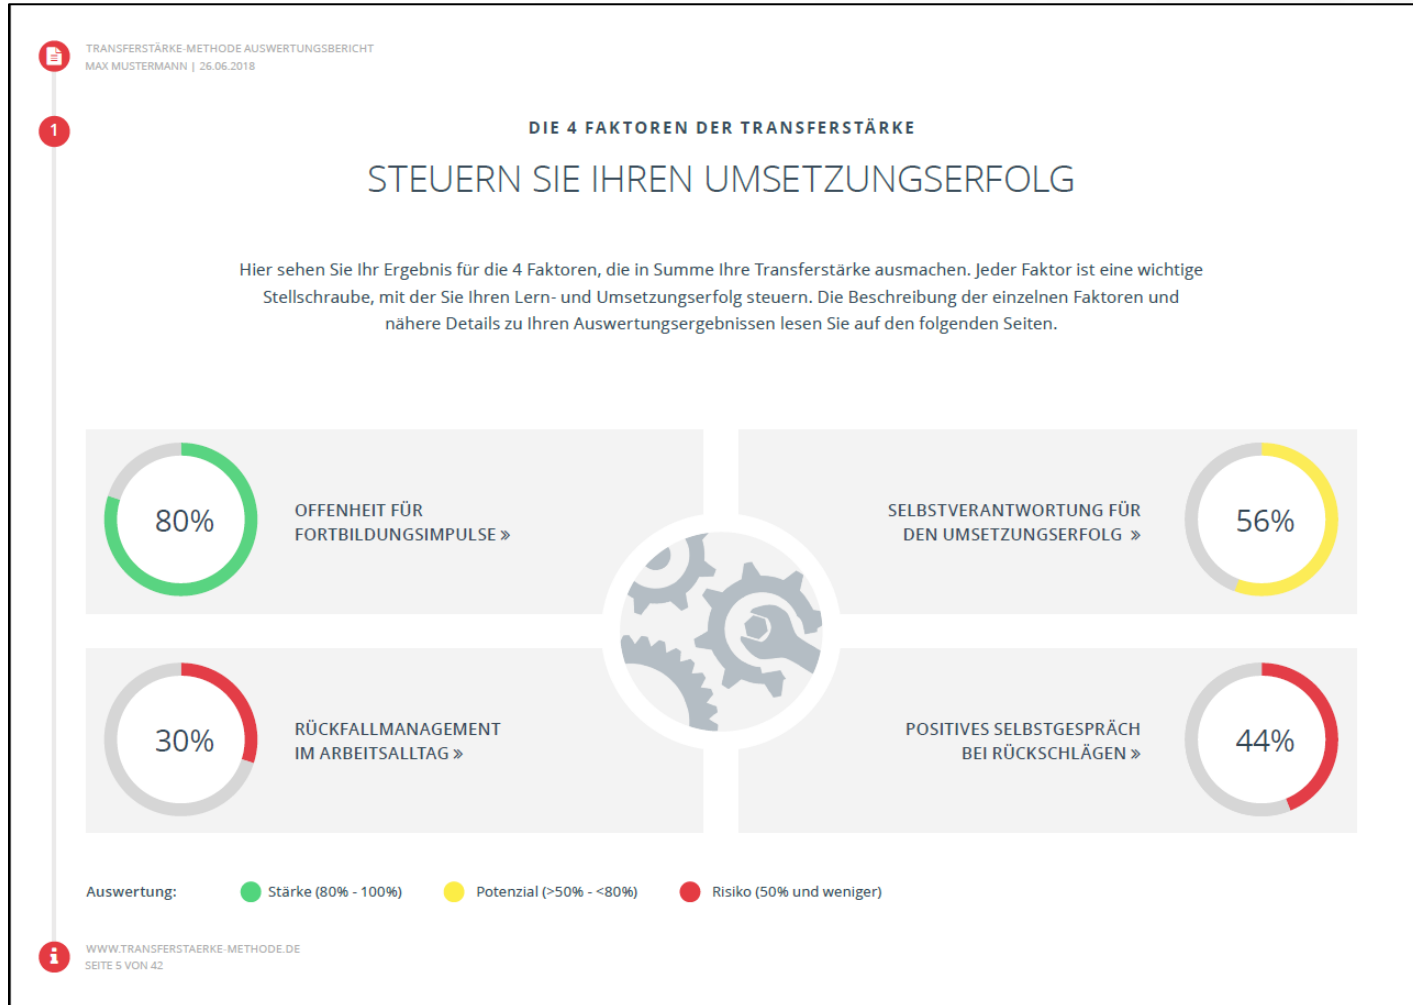 TRANSFERSTÄRKE-METHODE AUSWERTUNGSBERICHT
MAX MUSTERMANN | 26.06.2018
1
DIE 4 FAKTOREN DER TRANSFERSTÄRKE
STEUERN SIE IHREN UMSETZUNGSERFOLG
Hier sehen Sie Ihr Ergebnis für die 4 Faktoren, die in Summe Ihre Transferstärke ausmachen. Jeder Faktor ist eine wichtige
Stellschraube, mit der Sie Ihren Lern- und Umsetzungserfolg steuern. Die Beschreibung der einzelnen Faktoren und
nähere Details zu Ihren Auswertungsergebnissen lesen Sie auf den folgenden Seiten.
80%
OFFENHEIT FÜR
FORTBILDUNGSIMPULSE »
SELBSTVERANTWORTUNG FÜR
DEN UMSETZUNGSERFOLG »
56%
30%
RÜCKFALLMANAGEMENT
IM ARBEITSALLTAG »
POSITIVES SELBSTGESPRÄCH
BEI RÜCKSCHLÄGEN »
44%
Auswertung: Stärke (80% - 100%) Potenzial (>50% - <80%) Risiko (50% und weniger)
WWW.TRANSFERSTAERKE-METHODE.DE
SEITE 5 VON 42